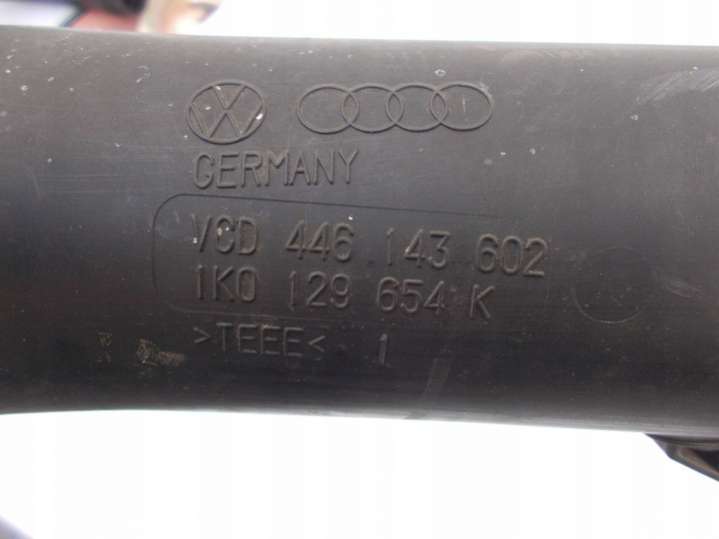 GERMANY
VCD 446 143 602
1K0 129 654 K
>TEEE< 1